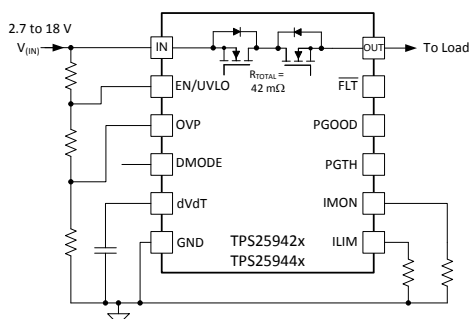 2.7 to 18 V
V(IN)
IN
OUT
To Load
RTOTAL =
42 mΩ
EN/UVLO
FLT
OVP
PGOOD
DMODE
PGTH
dVdT
IMON
GND
TPS25942x
TPS25944x
ILIM